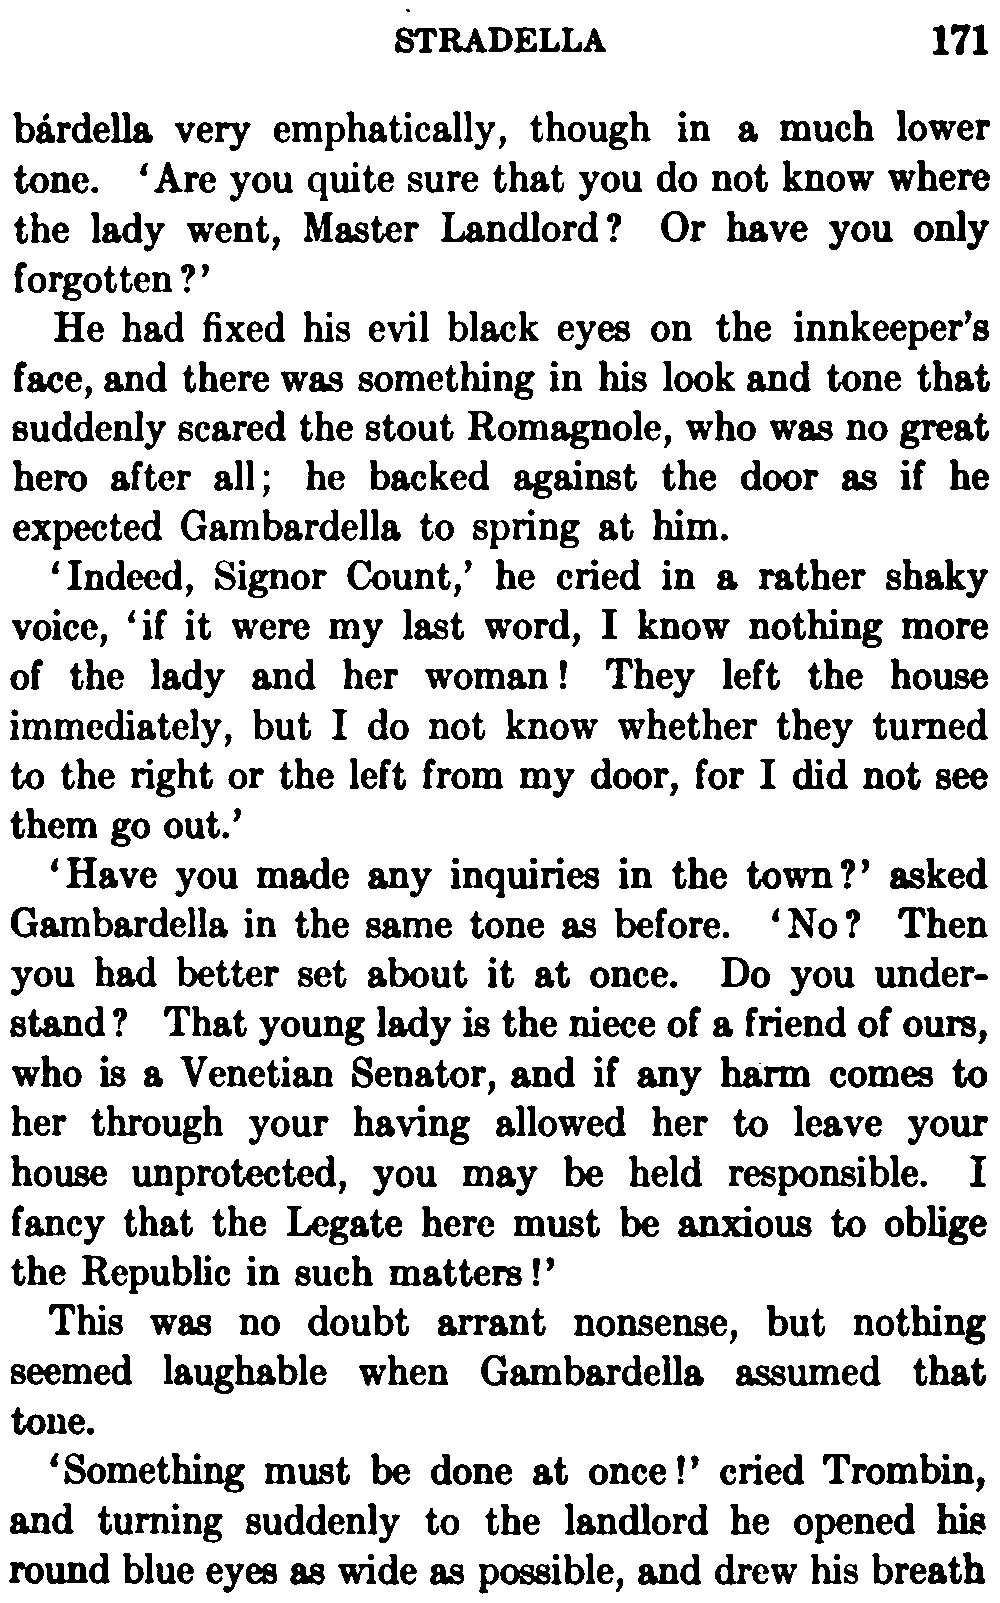 STRADELLA 171
bárdella very emphatically, though in a much lower
tone. ‘Are you quite sure that you do not know where
the lady went, Master Landlord? Or have you only
forgotten?’
He had fixed his evil black eyes on the innkeeper’s
face, and there was something in his look and tone that
suddenly scared the stout Romagnole, who was no great
hero after all; he backed against the door as if he
expected Gambardella to spring at him.
‘Indeed, Signor Count,’ he cried in a rather shaky
voice, ‘if it were my last word, I know nothing more
of the lady and her woman! They left the house
immediately, but I do not know whether they turned
to the right or the left from my door, for I did not see
them go out.’
‘Have you made any inquiries in the town?’ asked
Gambardella in the same tone as before. ‘No? Then
you had better set about it at once. Do you under-
stand? That young lady is the niece of a friend of ours,
who is a Venetian Senator, and if any harm comes to
her through your having allowed her to leave your
house unprotected, you may be held responsible. I
fancy that the Legate here must be anxious to oblige
the Republic in such matters!’
This was no doubt arrant nonsense, but nothing
seemed laughable when Gambardella assumed that
tone.
‘Something must be done at once!’ cried Trombin,
and turning suddenly to the landlord he opened his
round blue eyes as wide as possible, and drew his breath